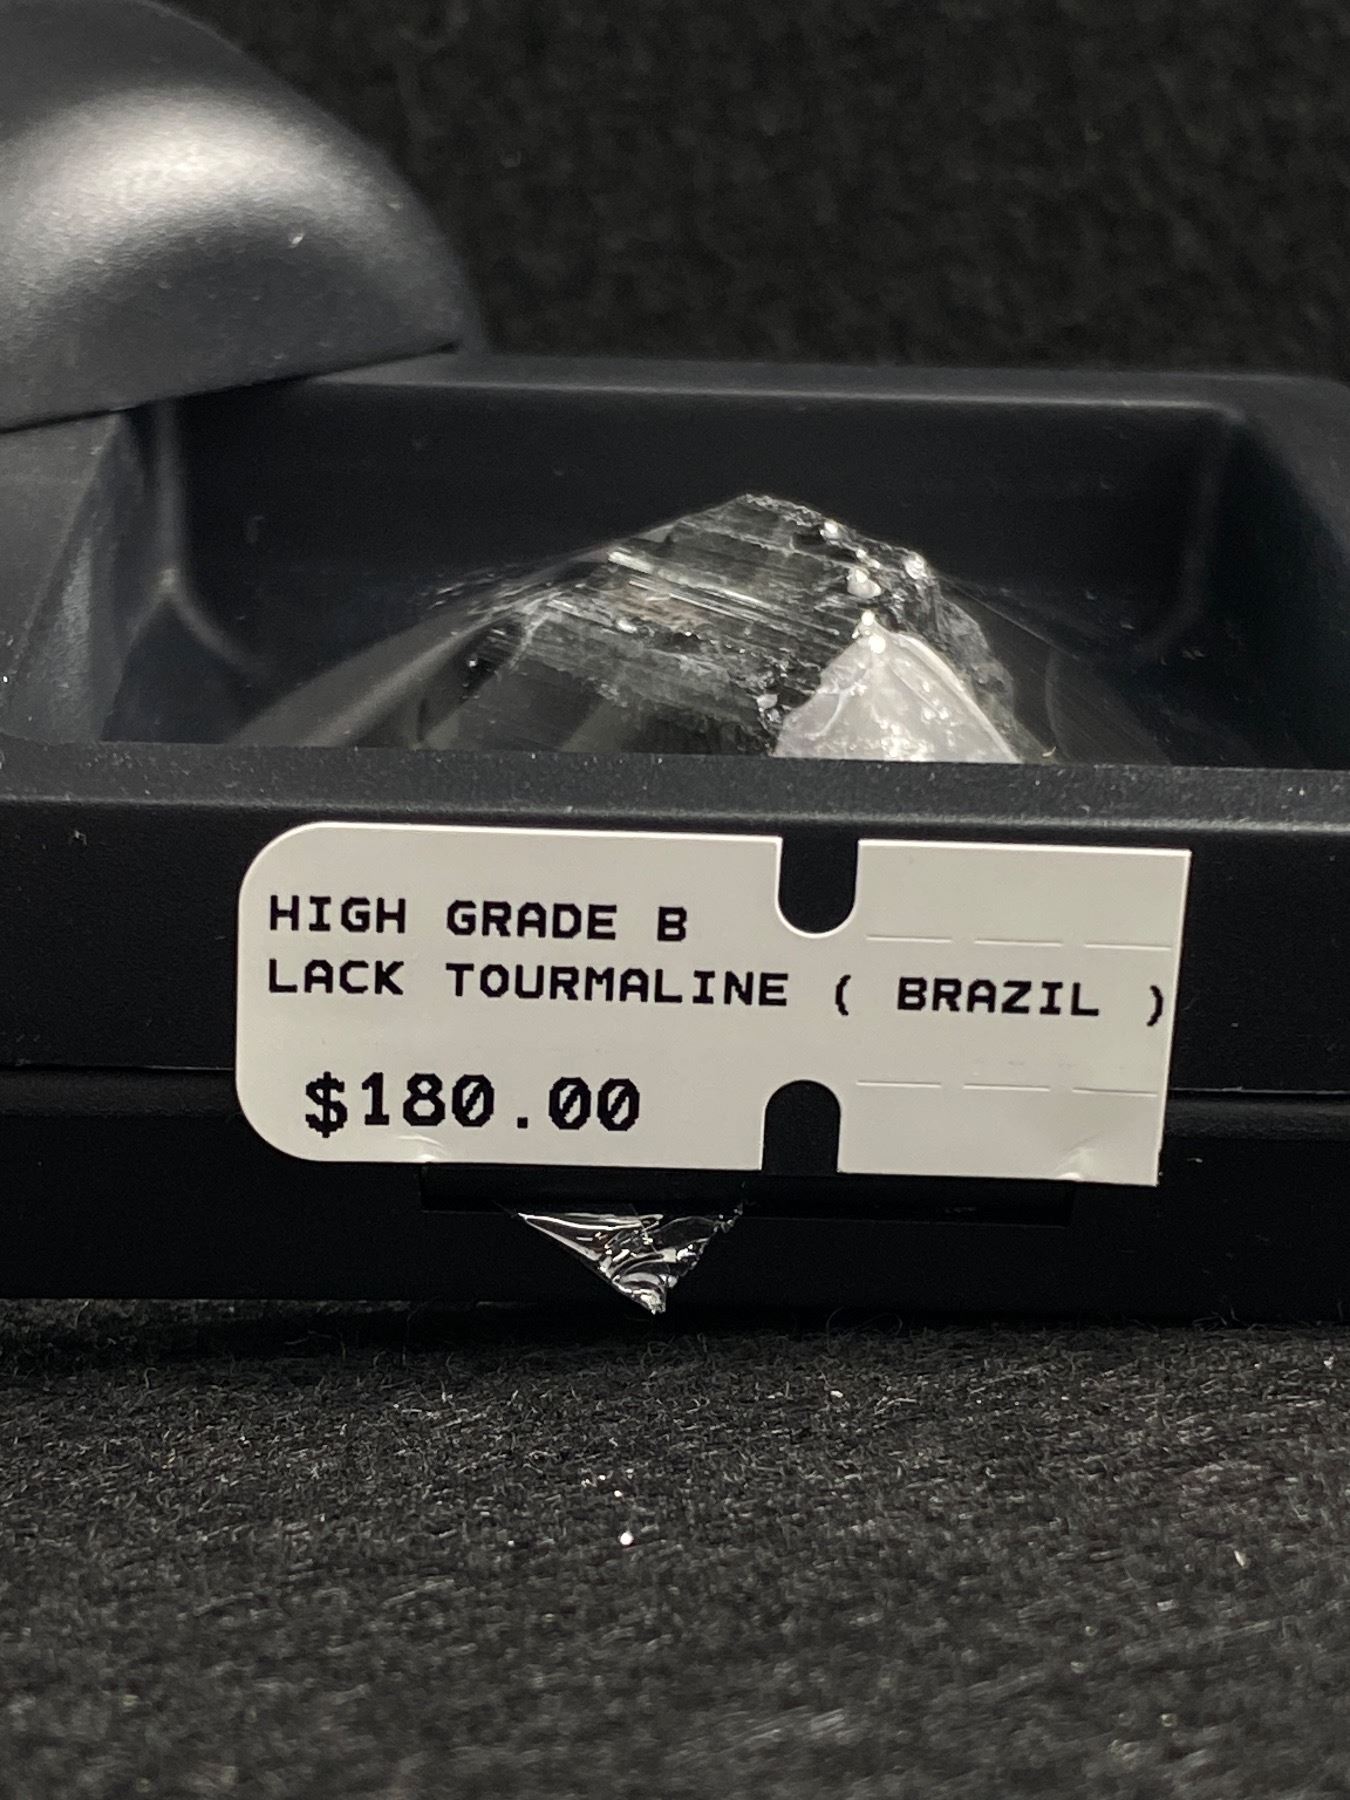 HIGH GRADE B
LACK TOURMALINE ( BRAZIL )
$180.00